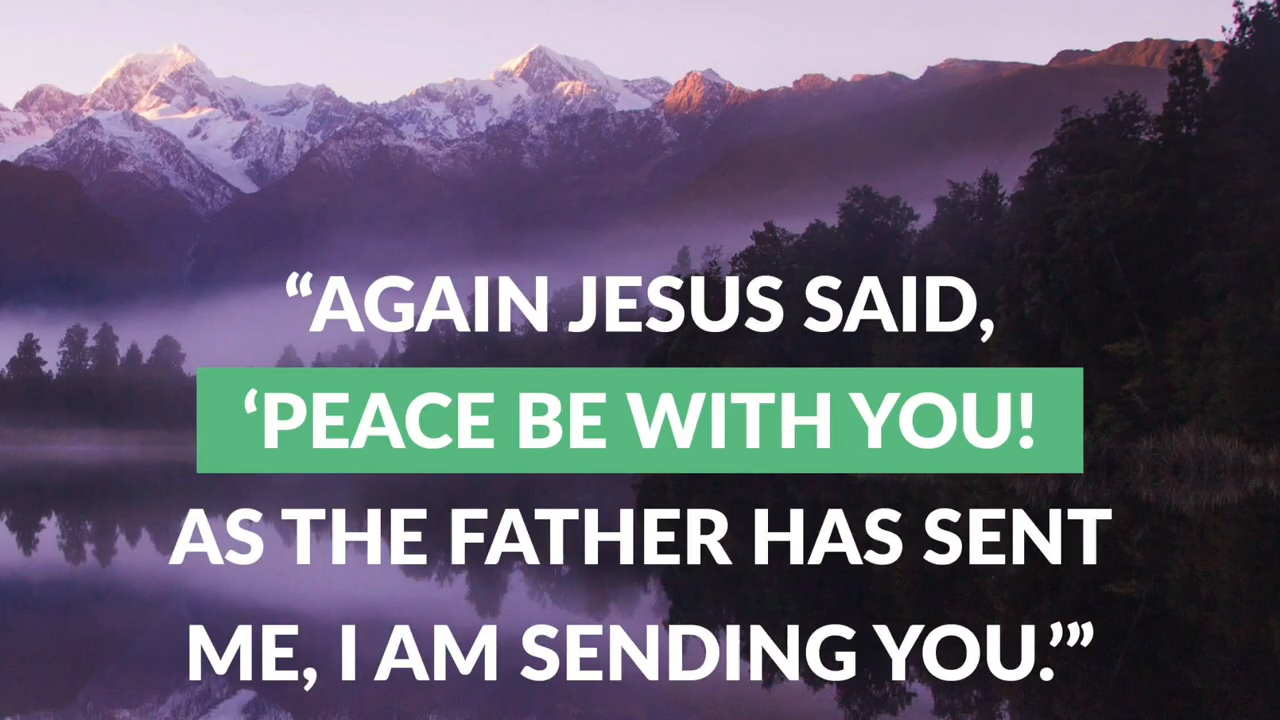 “AGAIN JESUS SAID,
‘PEACE BE WITH YOU!
AS THE FATHER HAS SENT
ME, I AM SENDING YOU.’”